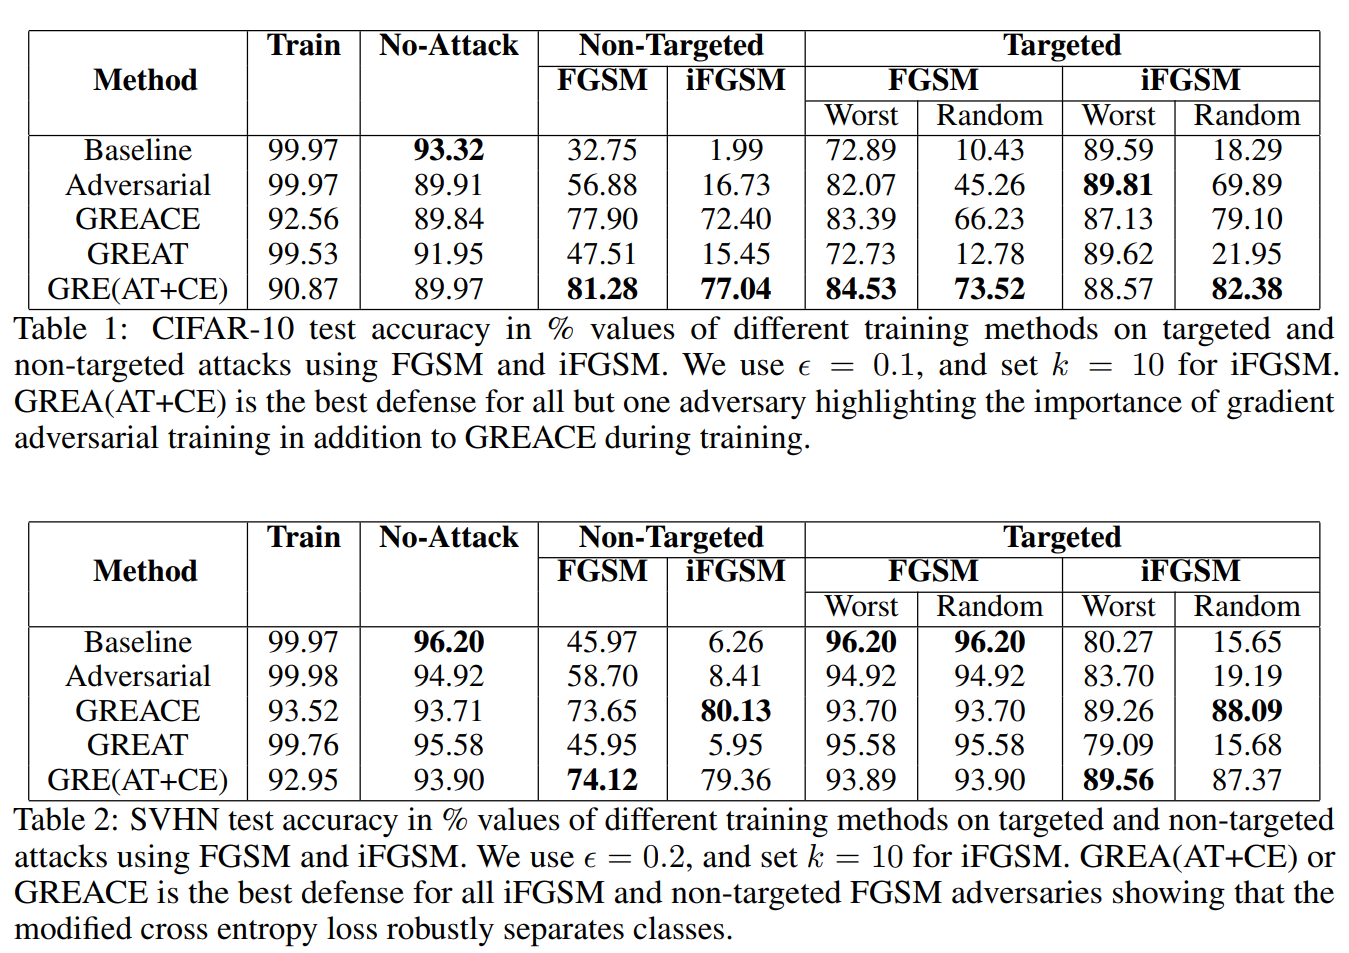 Train No-Attack Non-Targeted Targeted
Method FGSM iFGSM FGSM iFGSM
Worst Random Worst Random
Baseline 99.97 93.32 32.75 1.99 72.89 10.43 89.59 18.29
Adversarial 99.97 89.91 56.88 16.73 82.07 45.26 89.81 69.89
GREACE 92.56 89.84 77.90 72.40 83.39 66.23 87.13 79.10
GREAT 99.53 91.95 47.51 15.45 72.73 12.78 89.62 21.95
GRE(AT+CE) 90.87 89.97 81.28 77.04 84.53 73.52 88.57 82.38
Table 1: CIFAR-10 test accuracy in % values of different training methods on targeted and
non-targeted attacks using FGSM and iFGSM. We use ϵ = 0.1, and set k = 10 for iFGSM.
GREA(AT+CE) is the best defense for all but one adversary highlighting the importance of gradient
adversarial training in addition to GREACE during training.
Train No-Attack Non-Targeted Targeted
Method FGSM iFGSM FGSM iFGSM
Worst Random Worst Random
Baseline 99.97 96.20 45.97 6.26 96.20 96.20 80.27 15.65
Adversarial 99.98 94.92 58.70 8.41 94.92 94.92 83.70 19.19
GREACE 93.52 93.71 73.65 80.13 93.70 93.70 89.26 88.09
GREAT 99.76 95.58 45.95 5.95 95.58 95.58 79.09 15.68
GRE(AT+CE) 92.95 93.90 74.12 79.36 93.89 93.90 89.56 87.37
Table 2: SVHN test accuracy in % values of different training methods on targeted and non-targeted
attacks using FGSM and iFGSM. We use ϵ = 0.2, and set k = 10 for iFGSM. GREA(AT+CE) or
GREACE is the best defense for all iFGSM and non-targeted FGSM adversaries showing that the
modified cross entropy loss robustly separates classes.